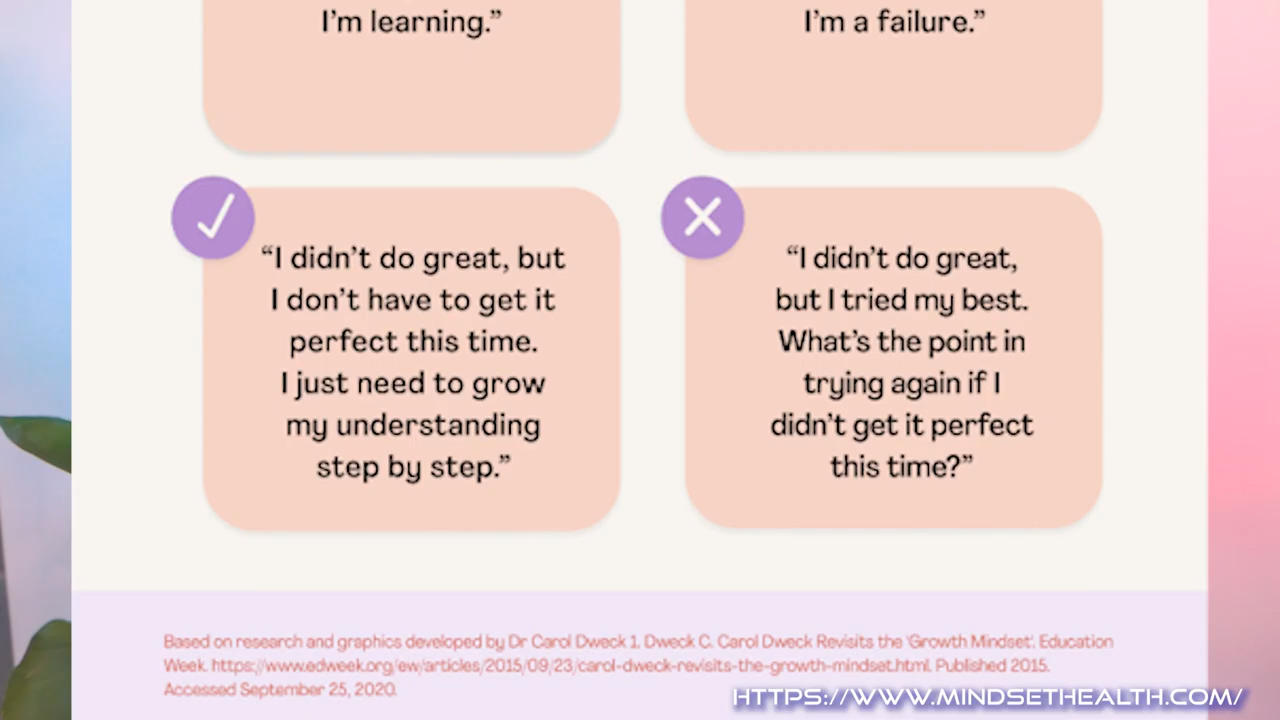 I'm learning.”
I'm a failure.”
“I didn't do great, but
I don't have to get it
perfect this time.
I just need to grow
my understanding
step by step.”
“I didn't do great,
but I tried my best.
What's the point in
trying again if I
didn't get it perfect
this time?”
Based on research and graphics developed by Dr Carol Dweck 1. Dweck C. Carol Dweck Revisits the 'Growth Mindset'. Education
Week. https://www.edweek.org/ew/articles/2015/09/23/carol-dweck-revisits-the-growth-mindset.html. Published 2015.
Accessed September 25, 2020.
HTTPS://WWW.MINDSETHEALTH.COM/